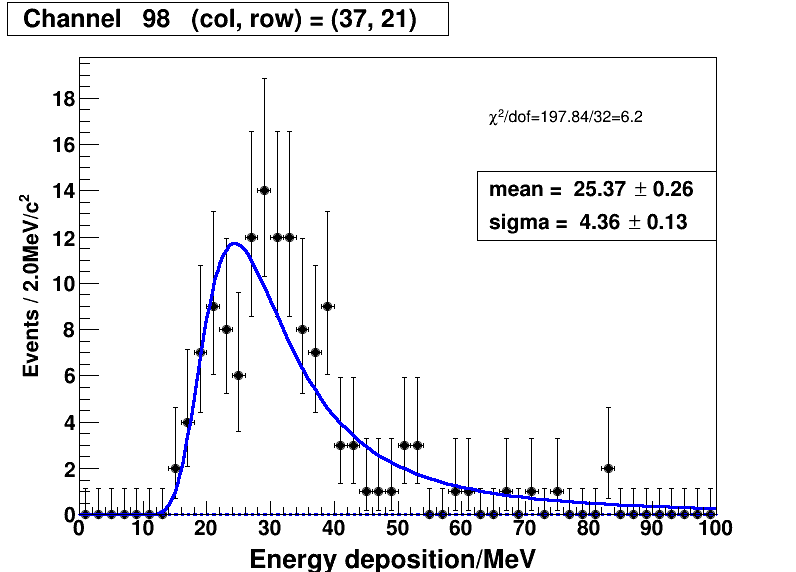 Channel 98 (col, row) = (37, 21)
χ²/dof=197.84/32=6.2
mean = 25.37 ± 0.26
sigma = 4.36 ± 0.13
Events / 2.0MeV/c²
18
16
14
12
10
8
6
4
2
0
0 10 20 30 40 50 60 70 80 90 100
Energy deposition/MeV